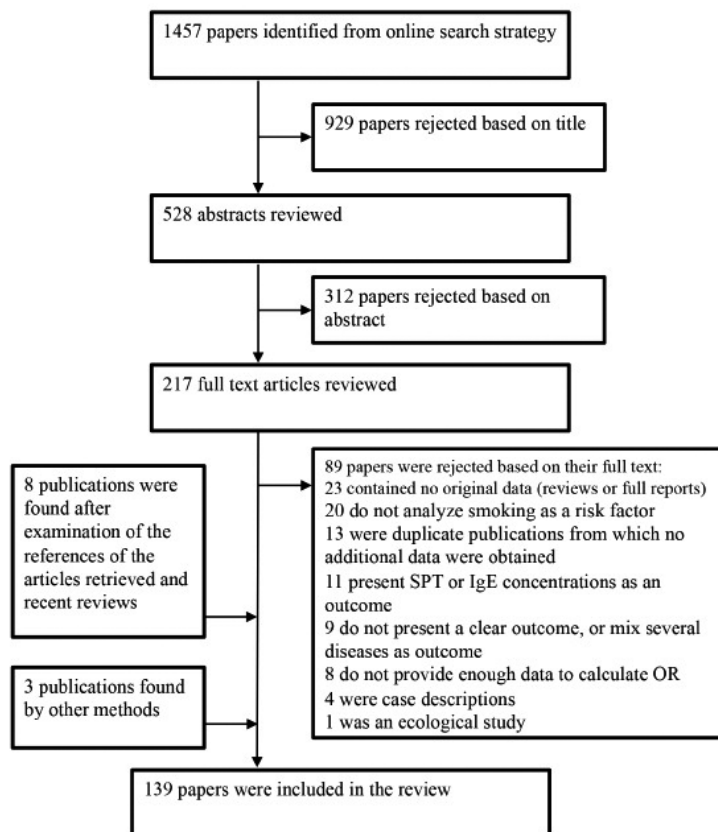 1457 papers identified from online search strategy
929 papers rejected based on title
528 abstracts reviewed
312 papers rejected based on
abstract
217 full text articles reviewed
8 publications were
found after
examination of the
references of the
articles retrieved and
recent reviews
89 papers were rejected based on their full text:
23 contained no original data (reviews or full reports)
20 do not analyze smoking as a risk factor
13 were duplicate publications from which no
additional data were obtained
11 present SPT or IgE concentrations as an
outcome
9 do not present a clear outcome, or mix several
diseases as outcome
8 do not provide enough data to calculate OR
4 were case descriptions
1 was an ecological study
3 publications found
by other methods
139 papers were included in the review